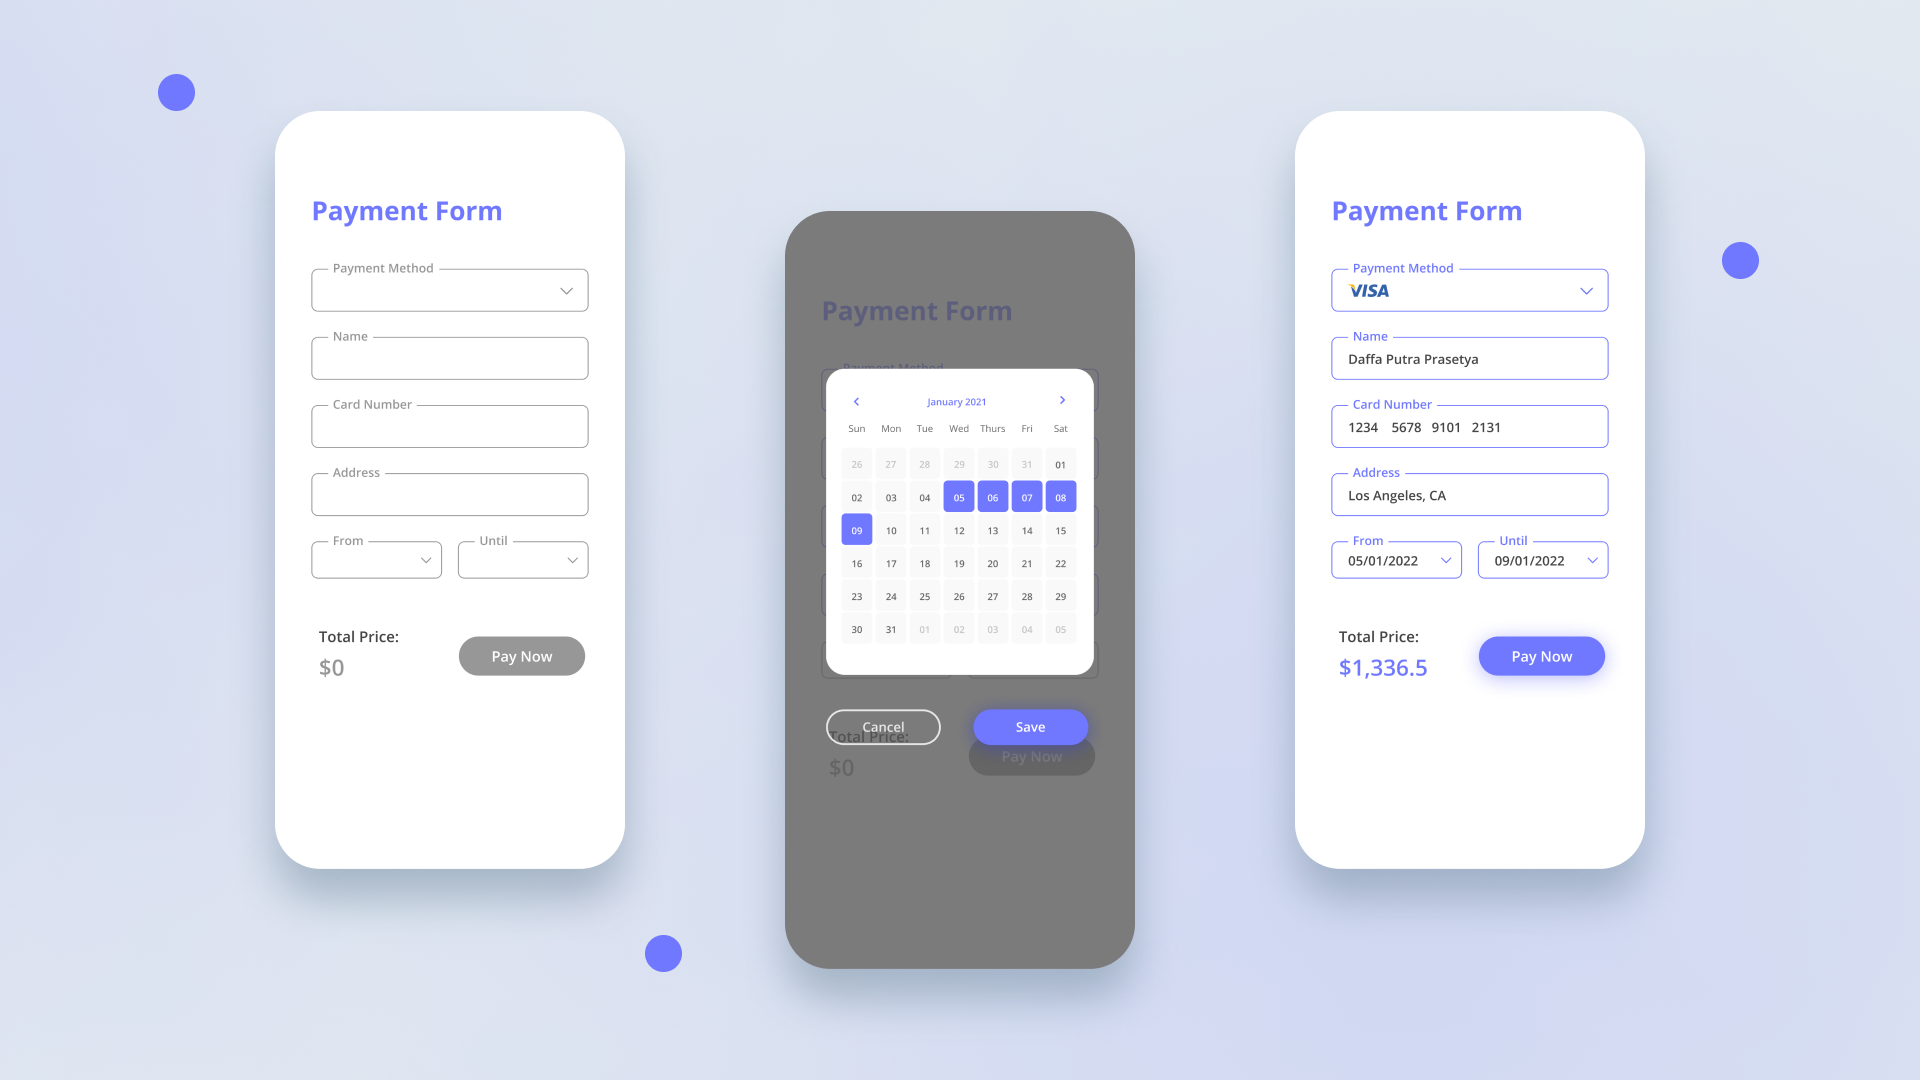 Payment Form
Payment Method
Name
Card Number
Address
From Until
Total Price:
$0
Pay Now
Payment Form
Payment Method
January 2021
Sun Mon Tue Wed Thurs Fri Sat
26 27 28 29 30 31 01
02 03 04 05 06 07 08
09 10 11 12 13 14 15
16 17 18 19 20 21 22
23 24 25 26 27 28 29
30 31 01 02 03 04 05
Cancel Save
Total Price:
$0
Pay Now
Payment Form
Payment Method
VISA
Name
Daffa Putra Prasetya
Card Number
1234 5678 9101 2131
Address
Los Angeles, CA
From Until
05/01/2022 09/01/2022
Total Price:
$1,336.5
Pay Now